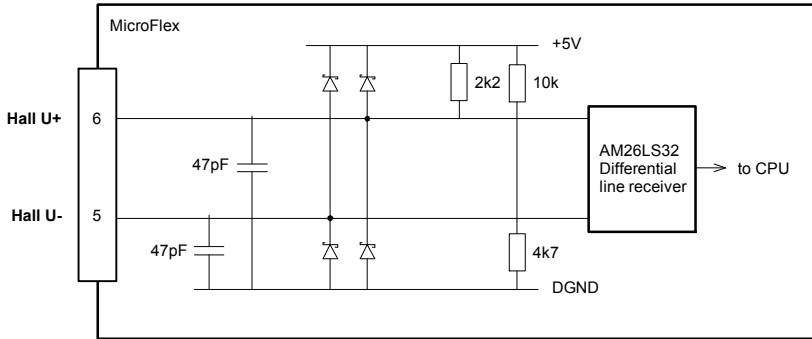 MicroFlex
+5V
2k2
10k
Hall U+
6
AM26LS32
Differential
line receiver
to CPU
47pF
Hall U-
5
47pF
4k7
DGND